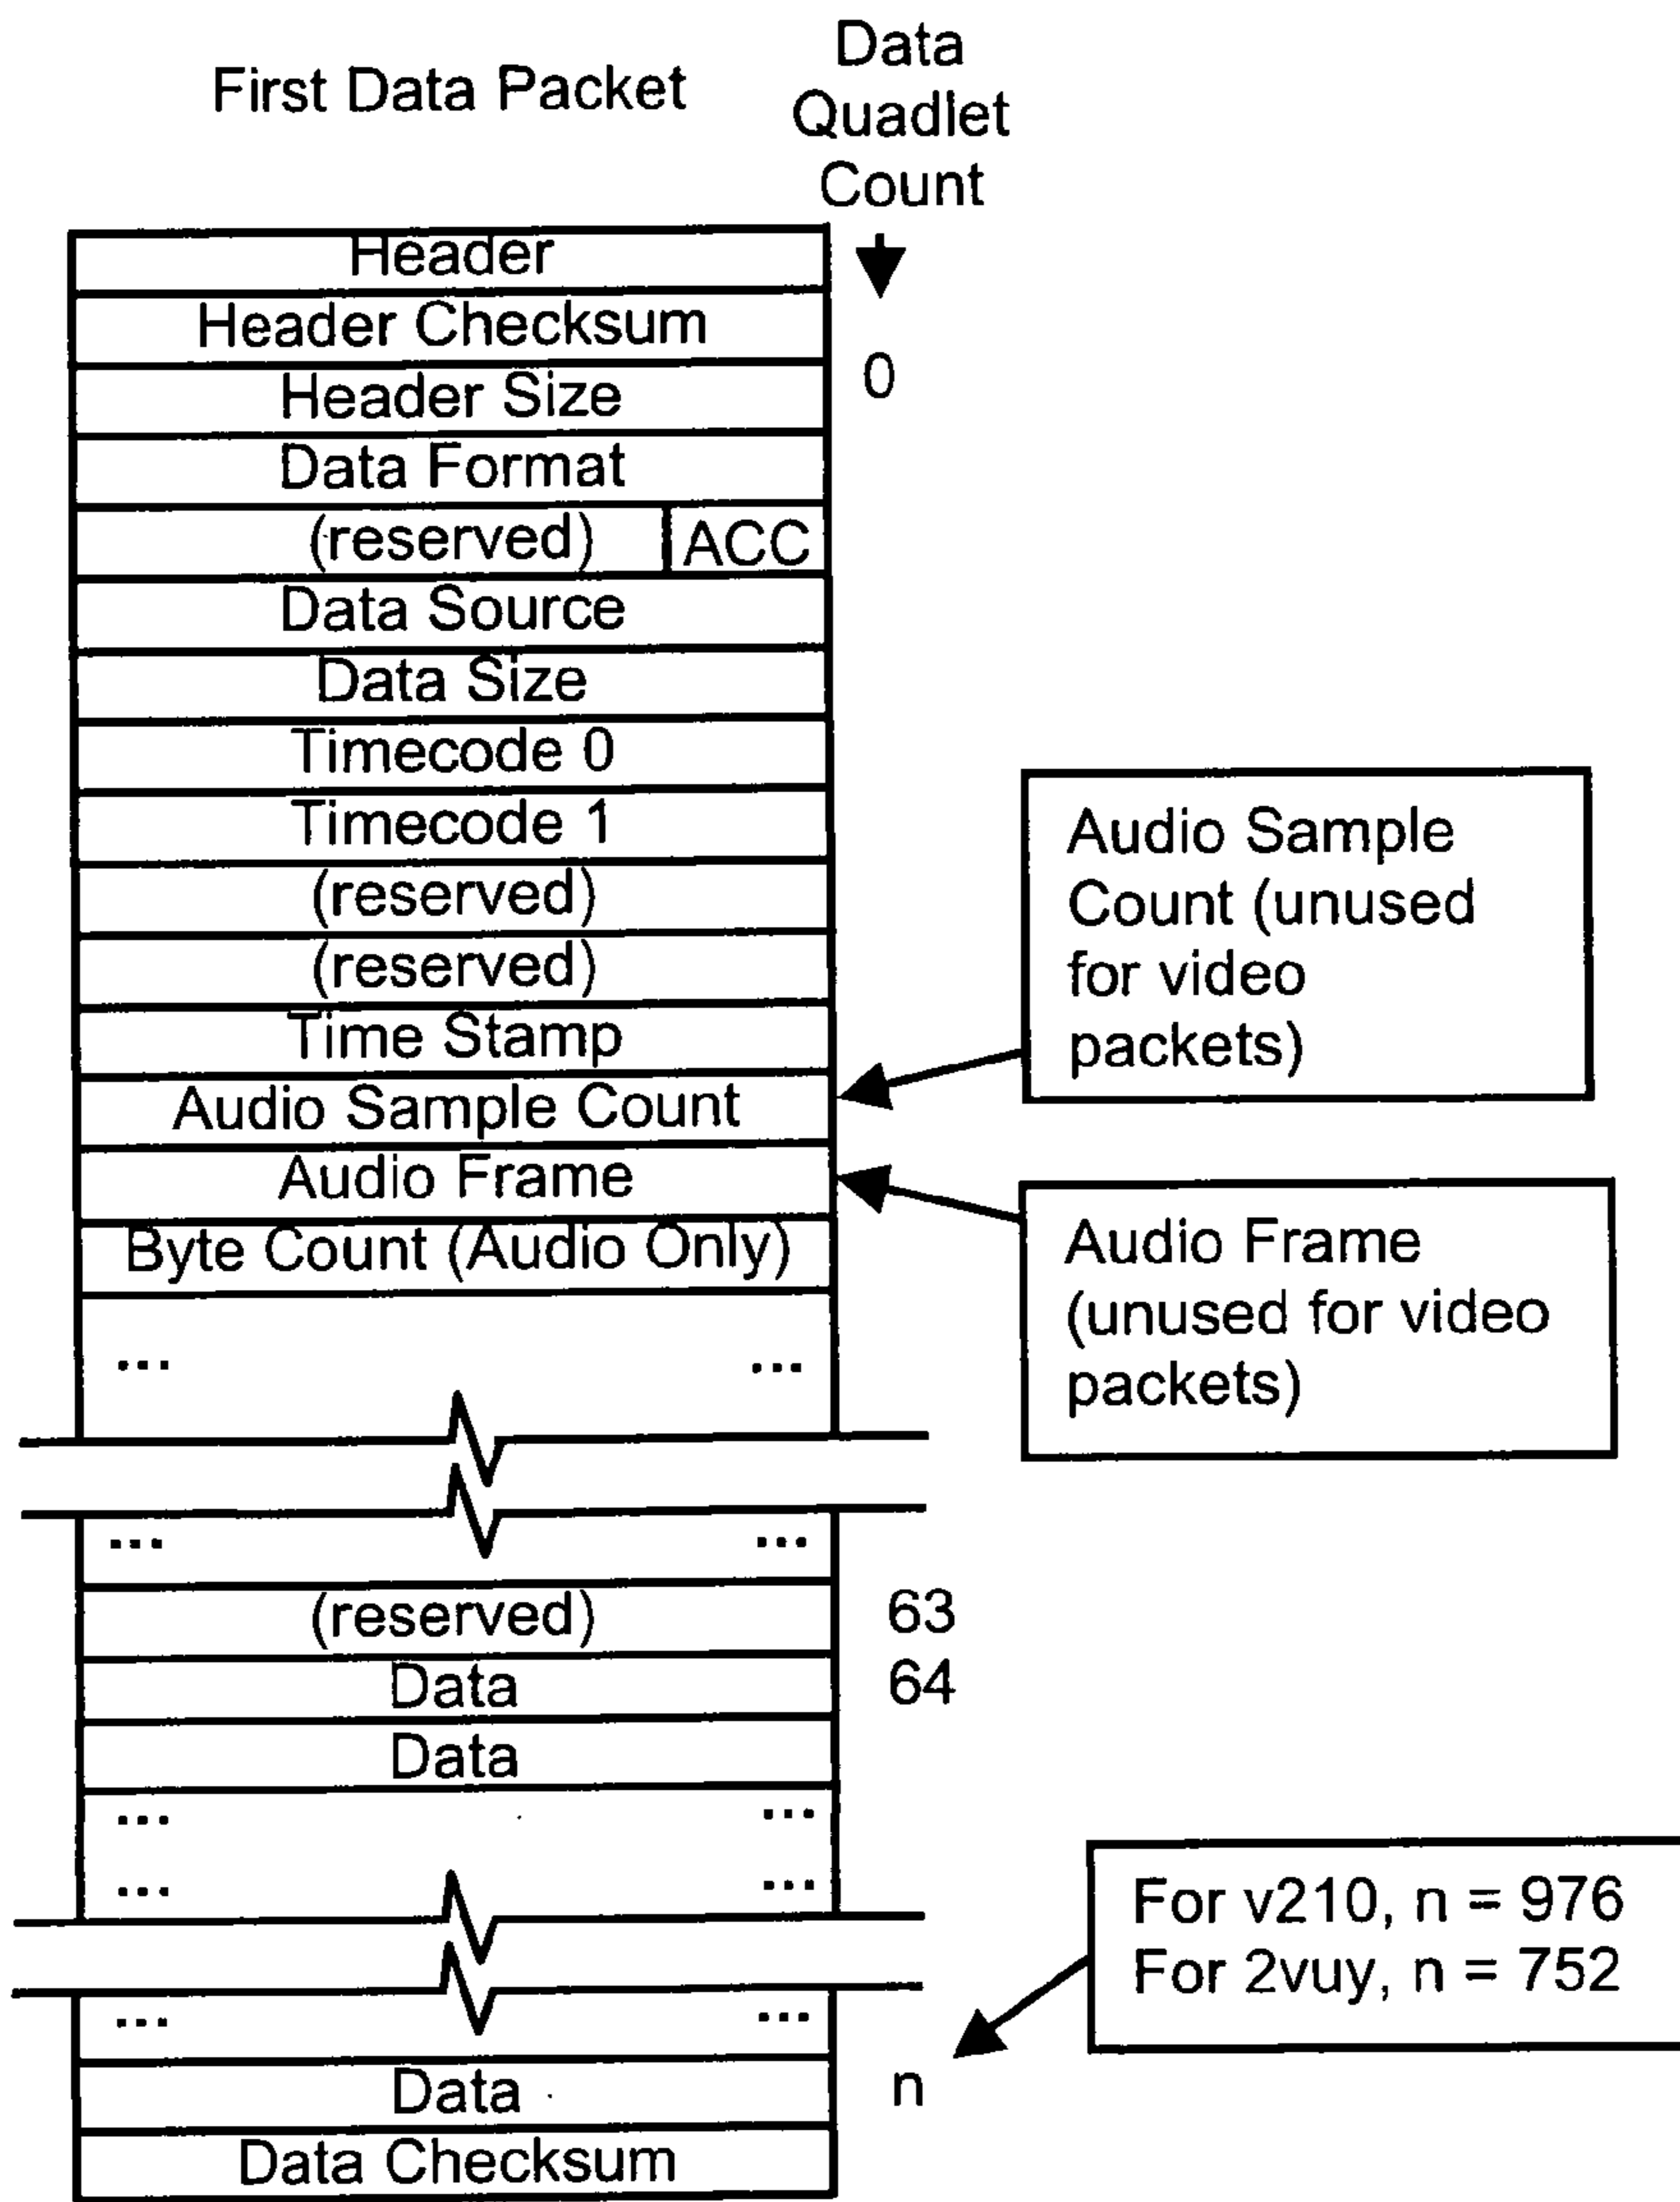 First Data Packet
Data
Quadlet
Count
Header
Header Checksum
Header Size
0
Data Format
(reserved)
ACC
Data Source
Data Size
Timecode 0
Timecode 1
(reserved)
(reserved)
Time Stamp
Audio Sample Count
Audio Frame
Byte Count (Audio Only)
Audio Sample
Count (unused
for video
packets)
Audio Frame
(unused for video
packets)
... ...
... ...
(reserved)
63
Data
64
Data
... ...
... ...
For v210, n = 976
For 2vuy, n = 752
... ...
Data
n
Data Checksum